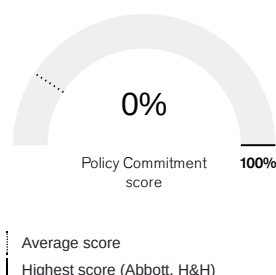 0%
Policy Commitment
score
100%
Average score
Highest score (Abbott, H&H)